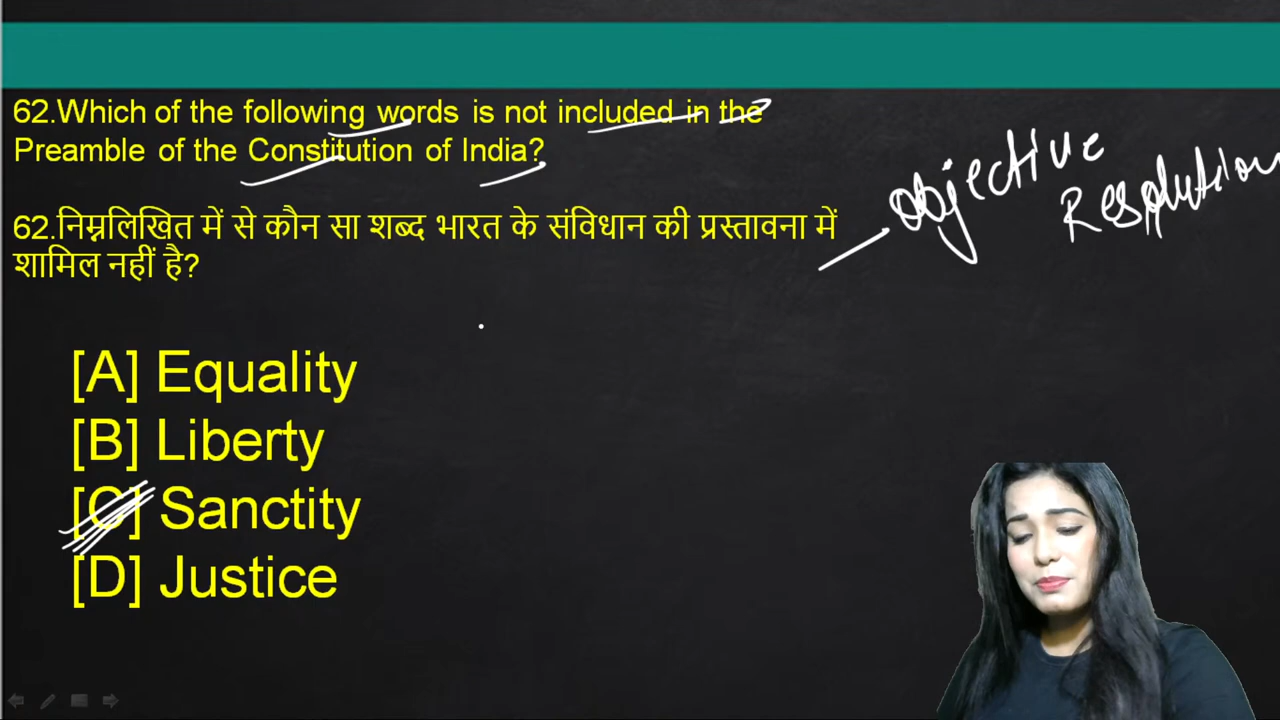 62.Which of the following words is not included in the
Preamble of the Constitution of India?
Objective
Resolution
62.निम्नलिखित में से कौन सा शब्द भारत के संविधान की प्रस्तावना में
शामिल नहीं है?
[A] Equality
[B] Liberty
[C] Sanctity
[D] Justice